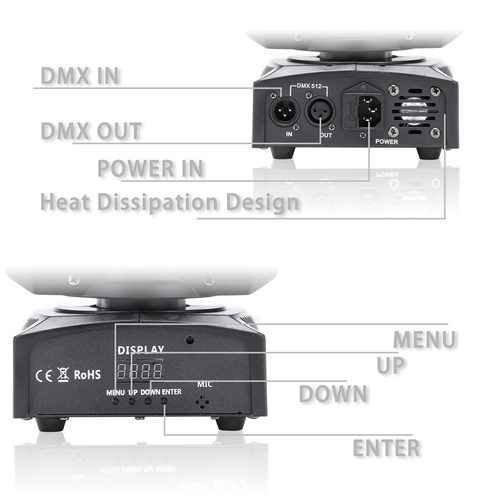 DMX IN
DMX 512
IN
OUT
DMX OUT
POWER
POWER IN
Heat Dissipation Design
MENU
DISPLAY
UP
CE RoHS
MENU UP DOWN ENTER
MIC
DOWN
ENTER